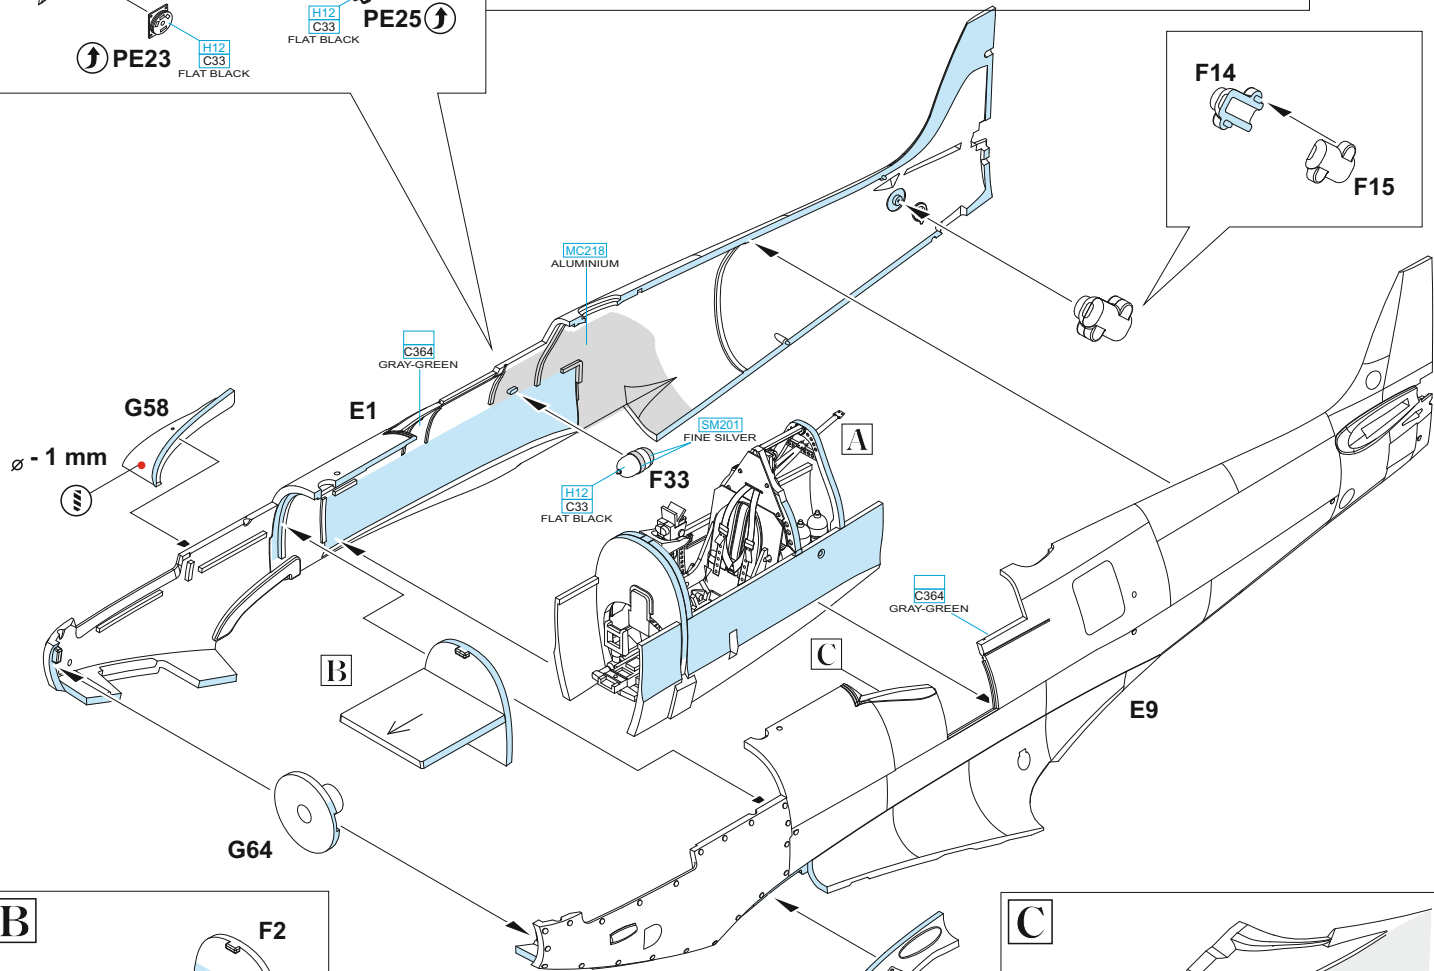 H12
C33
FLAT BLACK
PE25
PE23
H12
C33
FLAT BLACK
F14
F15
MC218
ALUMINIUM
C364
GRAY-GREEN
G58
E1
⌀ - 1 mm
SM201
FINE SILVER
A
F33
H12
C33
FLAT BLACK
C364
GRAY-GREEN
B
C
E9
G64
B
F2
C